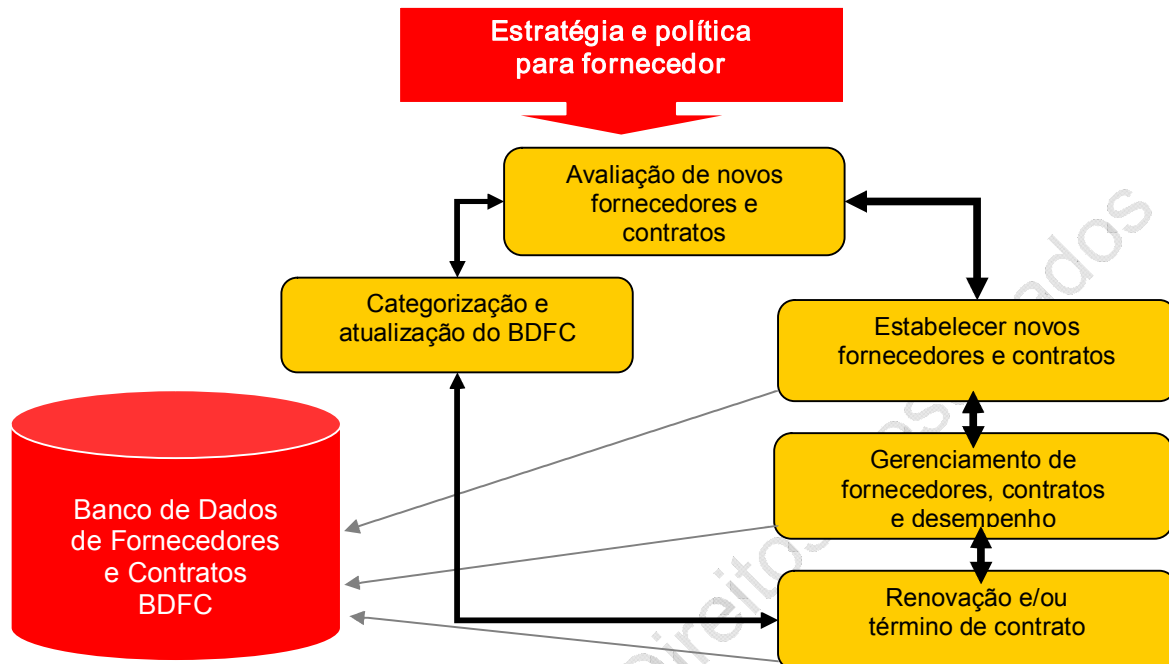 Estratégia e política
para fornecedor
Avaliação de novos
fornecedores e
contratos
Categorização e
atualização do BDFC
Estabelecer novos
fornecedores e contratos
Banco de Dados
de Fornecedores
e Contratos
BDFC
Gerenciamento de
fornecedores, contratos
e desempenho
Renovação e/ou
término de contrato
Direitos